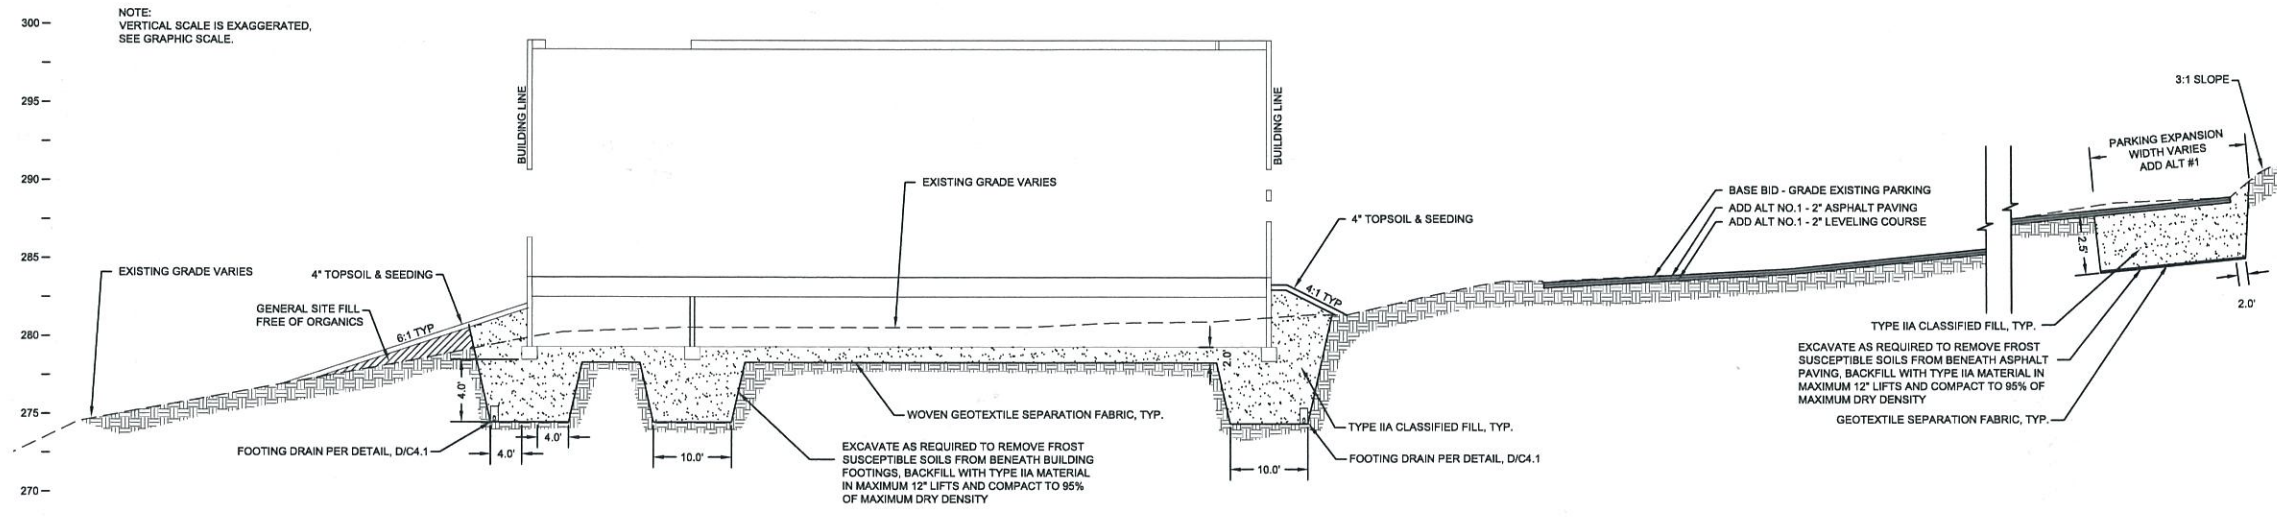 NOTE:
VERTICAL SCALE IS EXAGGERATED,
SEE GRAPHIC SCALE.
300
295
290
285
280
275
270
BUILDING LINE
BUILDING LINE
EXISTING GRADE VARIES
4" TOPSOIL & SEEDING
GENERAL SITE FILL
FREE OF ORGANICS
6:1 TYP
4.0'
FOOTING DRAIN PER DETAIL, D/C4.1
4.0'
4.0'
10.0'
EXISTING GRADE VARIES
2.0'
WOVEN GEOTEXTILE SEPARATION FABRIC, TYP.
EXCAVATE AS REQUIRED TO REMOVE FROST
SUSCEPTIBLE SOILS FROM BENEATH BUILDING
FOOTINGS, BACKFILL WITH TYPE IIA MATERIAL
IN MAXIMUM 12" LIFTS AND COMPACT TO 95%
OF MAXIMUM DRY DENSITY
10.0'
4" TOPSOIL & SEEDING
4:1 TYP
TYPE IIA CLASSIFIED FILL, TYP.
FOOTING DRAIN PER DETAIL, D/C4.1
BASE BID - GRADE EXISTING PARKING
ADD ALT NO.1 - 2" ASPHALT PAVING
ADD ALT NO.1 - 2" LEVELING COURSE
3:1 SLOPE
PARKING EXPANSION
WIDTH VARIES
ADD ALT #1
2.5'
2.0'
TYPE IIA CLASSIFIED FILL, TYP.
EXCAVATE AS REQUIRED TO REMOVE FROST
SUSCEPTIBLE SOILS FROM BENEATH ASPHALT
PAVING, BACKFILL WITH TYPE IIA MATERIAL IN
MAXIMUM 12" LIFTS AND COMPACT TO 95% OF
MAXIMUM DRY DENSITY
GEOTEXTILE SEPARATION FABRIC, TYP.